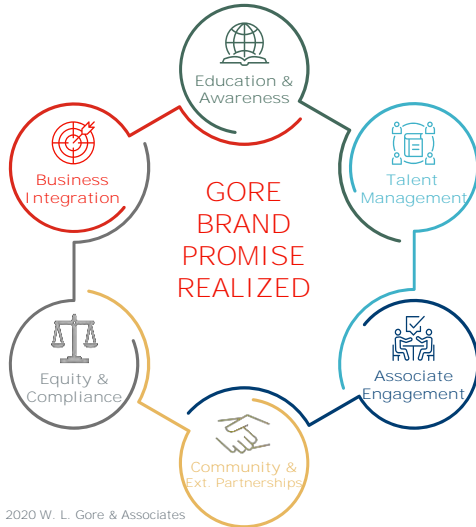 Education &
Awareness
Business
Integration
Talent
Management
GORE
BRAND
PROMISE
REALIZED
Equity &
Compliance
Associate
Engagement
Community &
Ext. Partnerships
2020 W. L. Gore & Associates